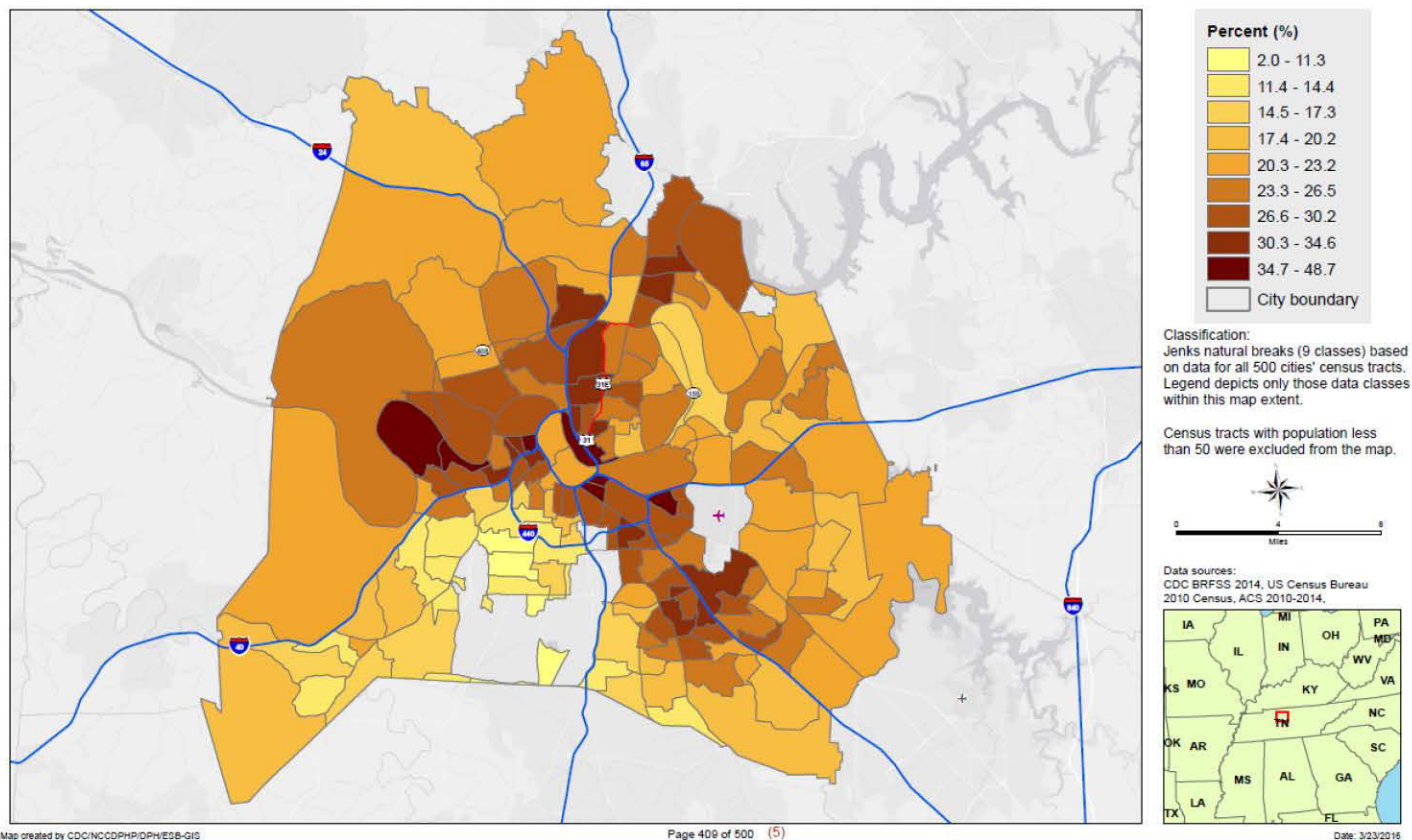 24
65
40S
31E
155
31
440
40
840
Percent (%)
2.0 - 11.3
11.4 - 14.4
14.5 - 17.3
17.4 - 20.2
20.3 - 23.2
23.3 - 26.5
26.6 - 30.2
30.3 - 34.6
34.7 - 48.7
City boundary
Classification:
Jenks natural breaks (9 classes) based
on data for all 500 cities' census tracts.
Legend depicts only those data classes
within this map extent.
Census tracts with population less
than 50 were excluded from the map.
0 4 8
Miles
Data sources:
CDC BRFSS 2014, US Census Bureau
2010 Census, ACS 2010-2014,
IA MI PA
OH MD
IL IN
WV
KS MO VA
KY
TN NC
OK AR SC
MS AL GA
LA
TX FL
Map created by CDC/NCCDPHP/DPH/ESB-GIS
Page 409 of 500 (5)
Date: 3/23/2016